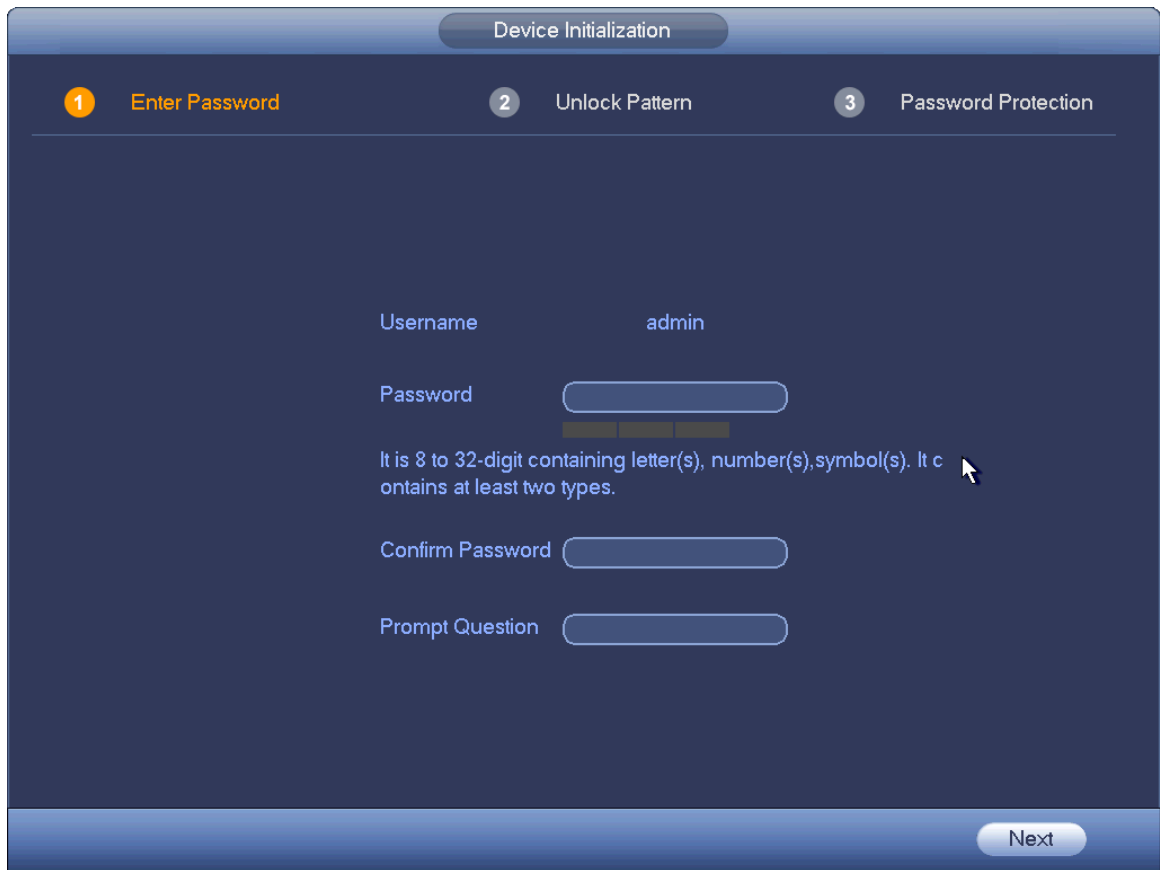 Device Initialization
1 Enter Password 2 Unlock Pattern 3 Password Protection
Username admin
Password
It is 8 to 32-digit containing letter(s), number(s),symbol(s). It c
ontains at least two types.
Confirm Password
Prompt Question
Next